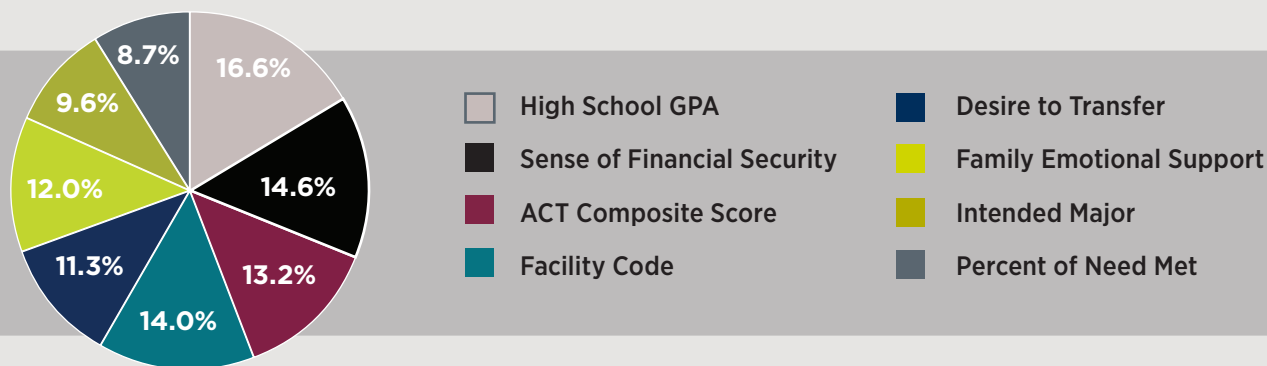 8.7%
16.6%
9.6%
14.6%
12.0%
11.3%
13.2%
14.0%
High School GPA
Sense of Financial Security
ACT Composite Score
Facility Code
Desire to Transfer
Family Emotional Support
Intended Major
Percent of Need Met